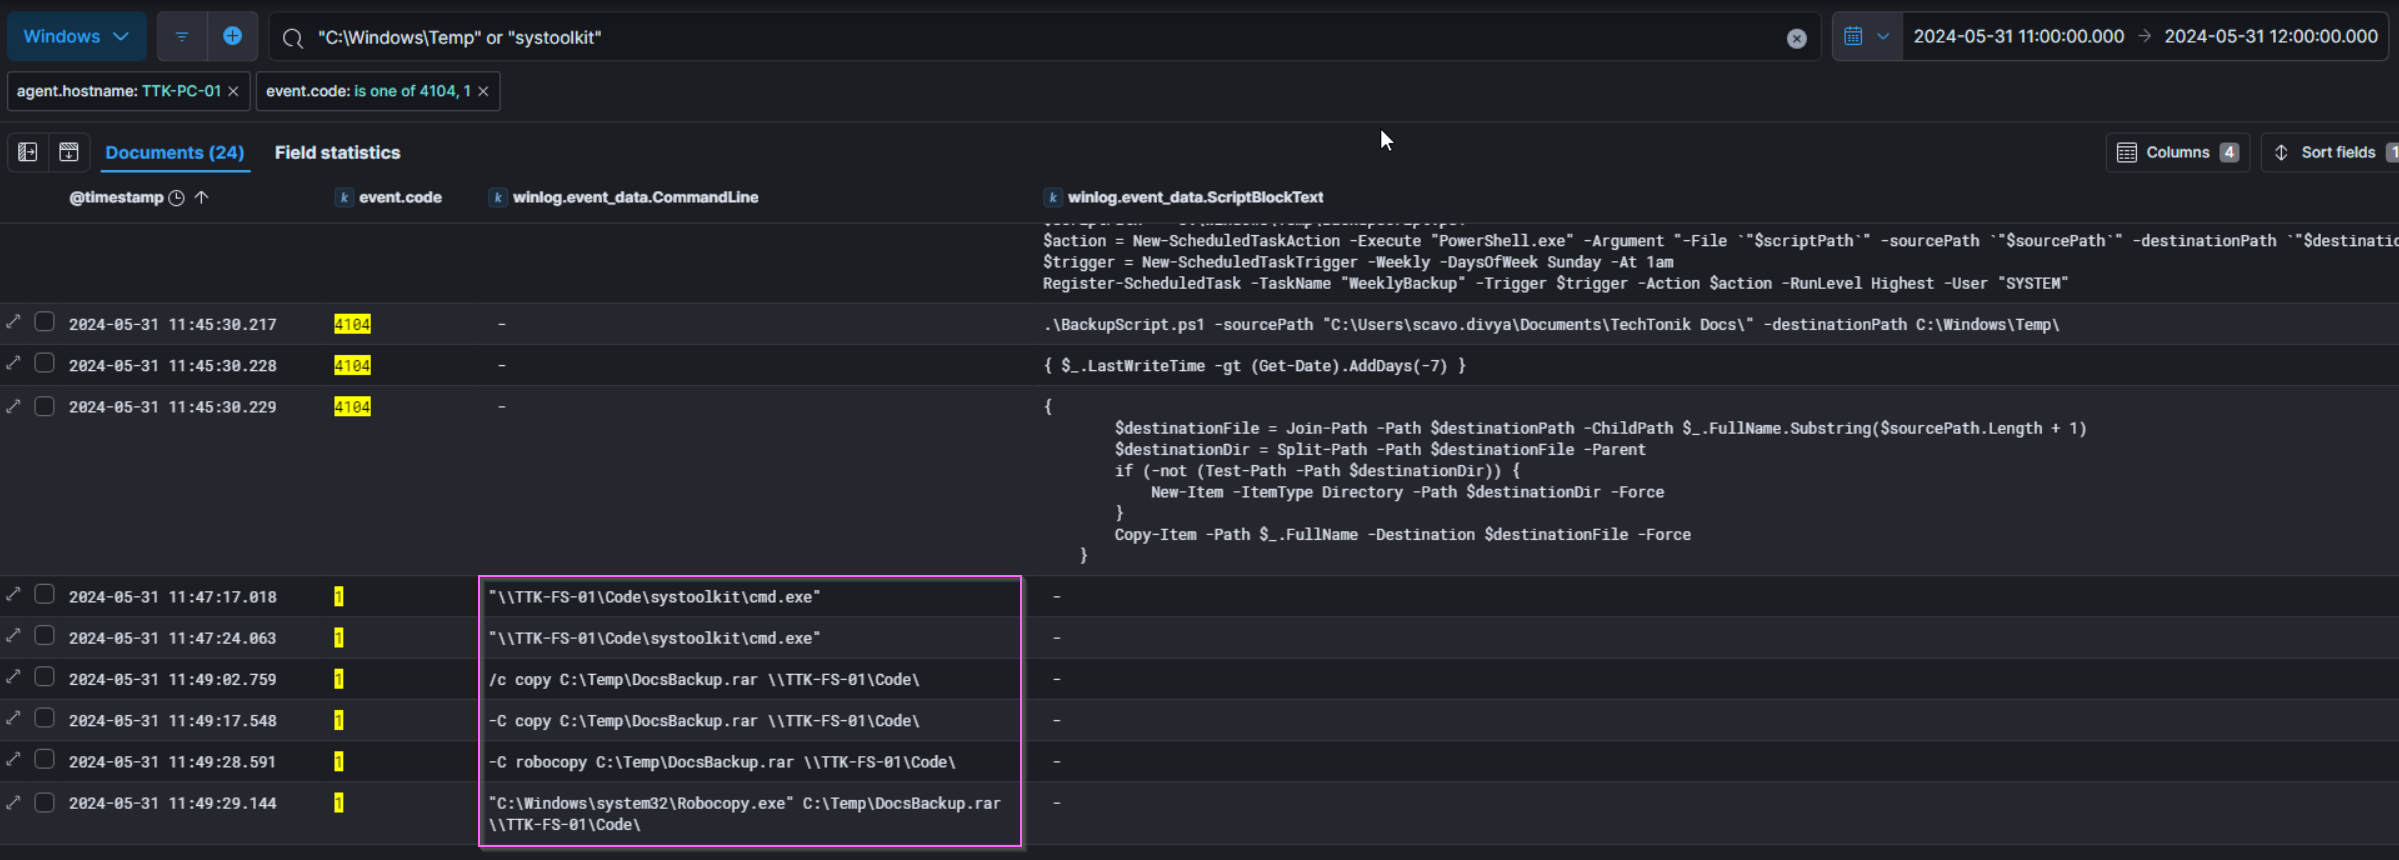 Windows
"C:\Windows\Temp" or "systoolkit"
2024-05-31 11:00:00.000 → 2024-05-31 12:00:00.000
agent.hostname: TTK-PC-01 ×
event.code: is one of 4104, 1 ×
Documents (24)
Field statistics
Columns 4
Sort fields 1
@timestamp
k event.code
k winlog.event_data.CommandLine
k winlog.event_data.ScriptBlockText
$action = New-ScheduledTaskAction -Execute "PowerShell.exe" -Argument "-File `"$scriptPath`" -sourcePath `"$sourcePath`" -destinationPath `"$destinatio
$trigger = New-ScheduledTaskTrigger -Weekly -DaysOfWeek Sunday -At 1am
Register-ScheduledTask -TaskName "WeeklyBackup" -Trigger $trigger -Action $action -RunLevel Highest -User "SYSTEM"
2024-05-31 11:45:30.217 4104 - .\BackupScript.ps1 -sourcePath "C:\Users\scavo.divya\Documents\TechTonik Docs\" -destinationPath C:\Windows\Temp\
2024-05-31 11:45:30.228 4104 - { $_.LastWriteTime -gt (Get-Date).AddDays(-7) }
2024-05-31 11:45:30.229 4104 - {
$destinationFile = Join-Path -Path $destinationPath -ChildPath $_.FullName.Substring($sourcePath.Length + 1)
$destinationDir = Split-Path -Path $destinationFile -Parent
if (-not (Test-Path -Path $destinationDir)) {
New-Item -ItemType Directory -Path $destinationDir -Force
}
Copy-Item -Path $_.FullName -Destination $destinationFile -Force
}
2024-05-31 11:47:17.018 1 "\\TTK-FS-01\Code\systoolkit\cmd.exe" -
2024-05-31 11:47:24.063 1 "\\TTK-FS-01\Code\systoolkit\cmd.exe" -
2024-05-31 11:49:02.759 1 /c copy C:\Temp\DocsBackup.rar \\TTK-FS-01\Code\ -
2024-05-31 11:49:17.548 1 -C copy C:\Temp\DocsBackup.rar \\TTK-FS-01\Code\ -
2024-05-31 11:49:28.591 1 -C robocopy C:\Temp\DocsBackup.rar \\TTK-FS-01\Code\ -
2024-05-31 11:49:29.144 1 "C:\Windows\system32\Robocopy.exe" C:\Temp\DocsBackup.rar -
\\TTK-FS-01\Code\